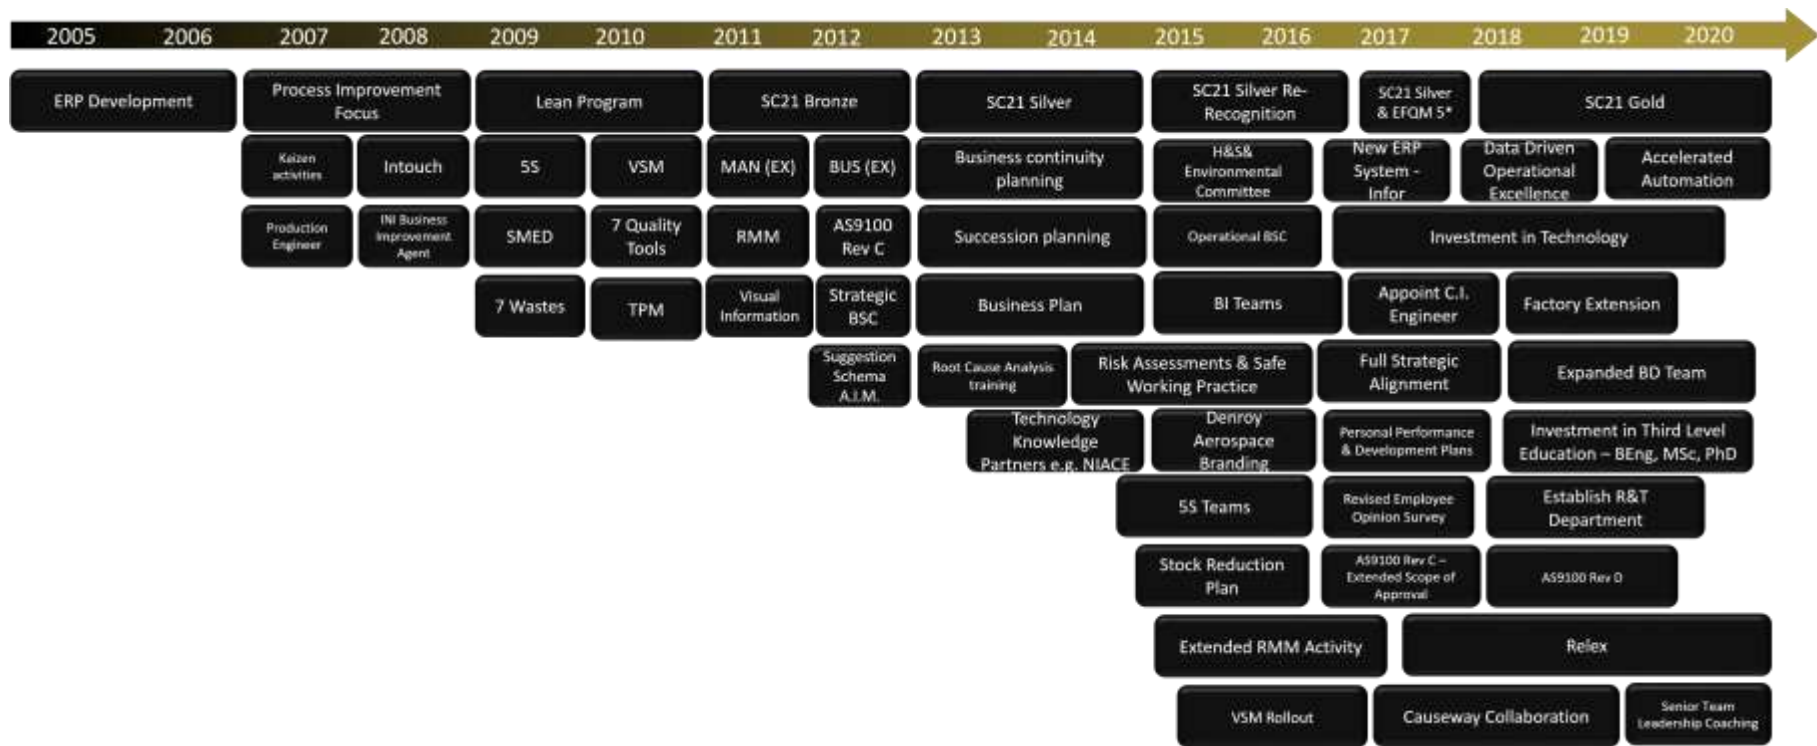 2005 2006 2007 2008 2009 2010 2011 2012 2013 2014 2015 2016 2017 2018 2019 2020
ERP Development
Process Improvement
Focus
Lean Program
SC21 Bronze
SC21 Silver
SC21 Silver Re-
Recognition
SC21 Silver
& EFQM 5*
SC21 Gold
Kaizen
activities
Intouch
5S
VSM
MAN (EX)
BUS (EX)
Business continuity
planning
H&S&
Environmental
Committee
New ERP
System -
Infor
Data Driven
Operational
Excellence
Accelerated
Automation
Production
Engineer
INI Business
Improvement
Agent
SMED
7 Quality
Tools
RMM
AS9100
Rev C
Succession planning
Operational BSC
Investment in Technology
7 Wastes
TPM
Visual
Information
Strategic
BSC
Business Plan
BI Teams
Appoint C.I.
Engineer
Factory Extension
Suggestion
Schema
A.I.M.
Root Cause Analysis
training
Risk Assessments & Safe
Working Practice
Full Strategic
Alignment
Expanded BD Team
Technology
Knowledge
Partners e.g. NIACE
Denroy
Aerospace
Branding
Personal Performance
& Development Plans
Investment in Third Level
Education – BEng, MSc, PhD
5S Teams
Revised Employee
Opinion Survey
Establish R&T
Department
Stock Reduction
Plan
AS9100 Rev C –
Extended Scope of
Approval
AS9100 Rev D
Extended RMM Activity
Relex
VSM Rollout
Causeway Collaboration
Senior Team
Leadership Coaching